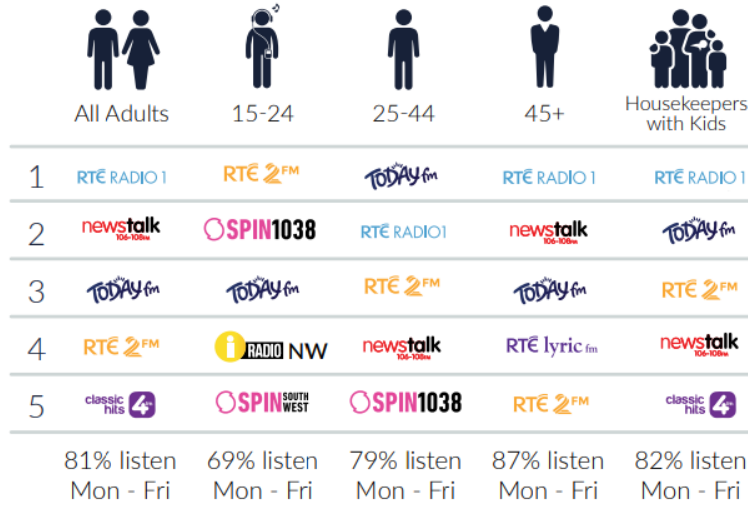 All Adults 15-24 25-44 45+ Housekeepers
with Kids
1 RTÉ RADIO 1 RTÉ 2FM TODAY fm RTÉ RADIO 1 RTÉ RADIO 1
2 newstalk 106-108FM SPIN1038 RTÉ RADIO 1 newstalk 106-108FM TODAY fm
3 TODAY fm TODAY fm RTÉ 2FM TODAY fm RTÉ 2FM
4 RTÉ 2FM i RADIO NW newstalk 106-108FM RTÉ lyric fm newstalk 106-108FM
5 classic hits 4 SPIN SOUTH WEST SPIN1038 RTÉ 2FM classic hits 4
81% listen 69% listen 79% listen 87% listen 82% listen
Mon - Fri Mon - Fri Mon - Fri Mon - Fri Mon - Fri